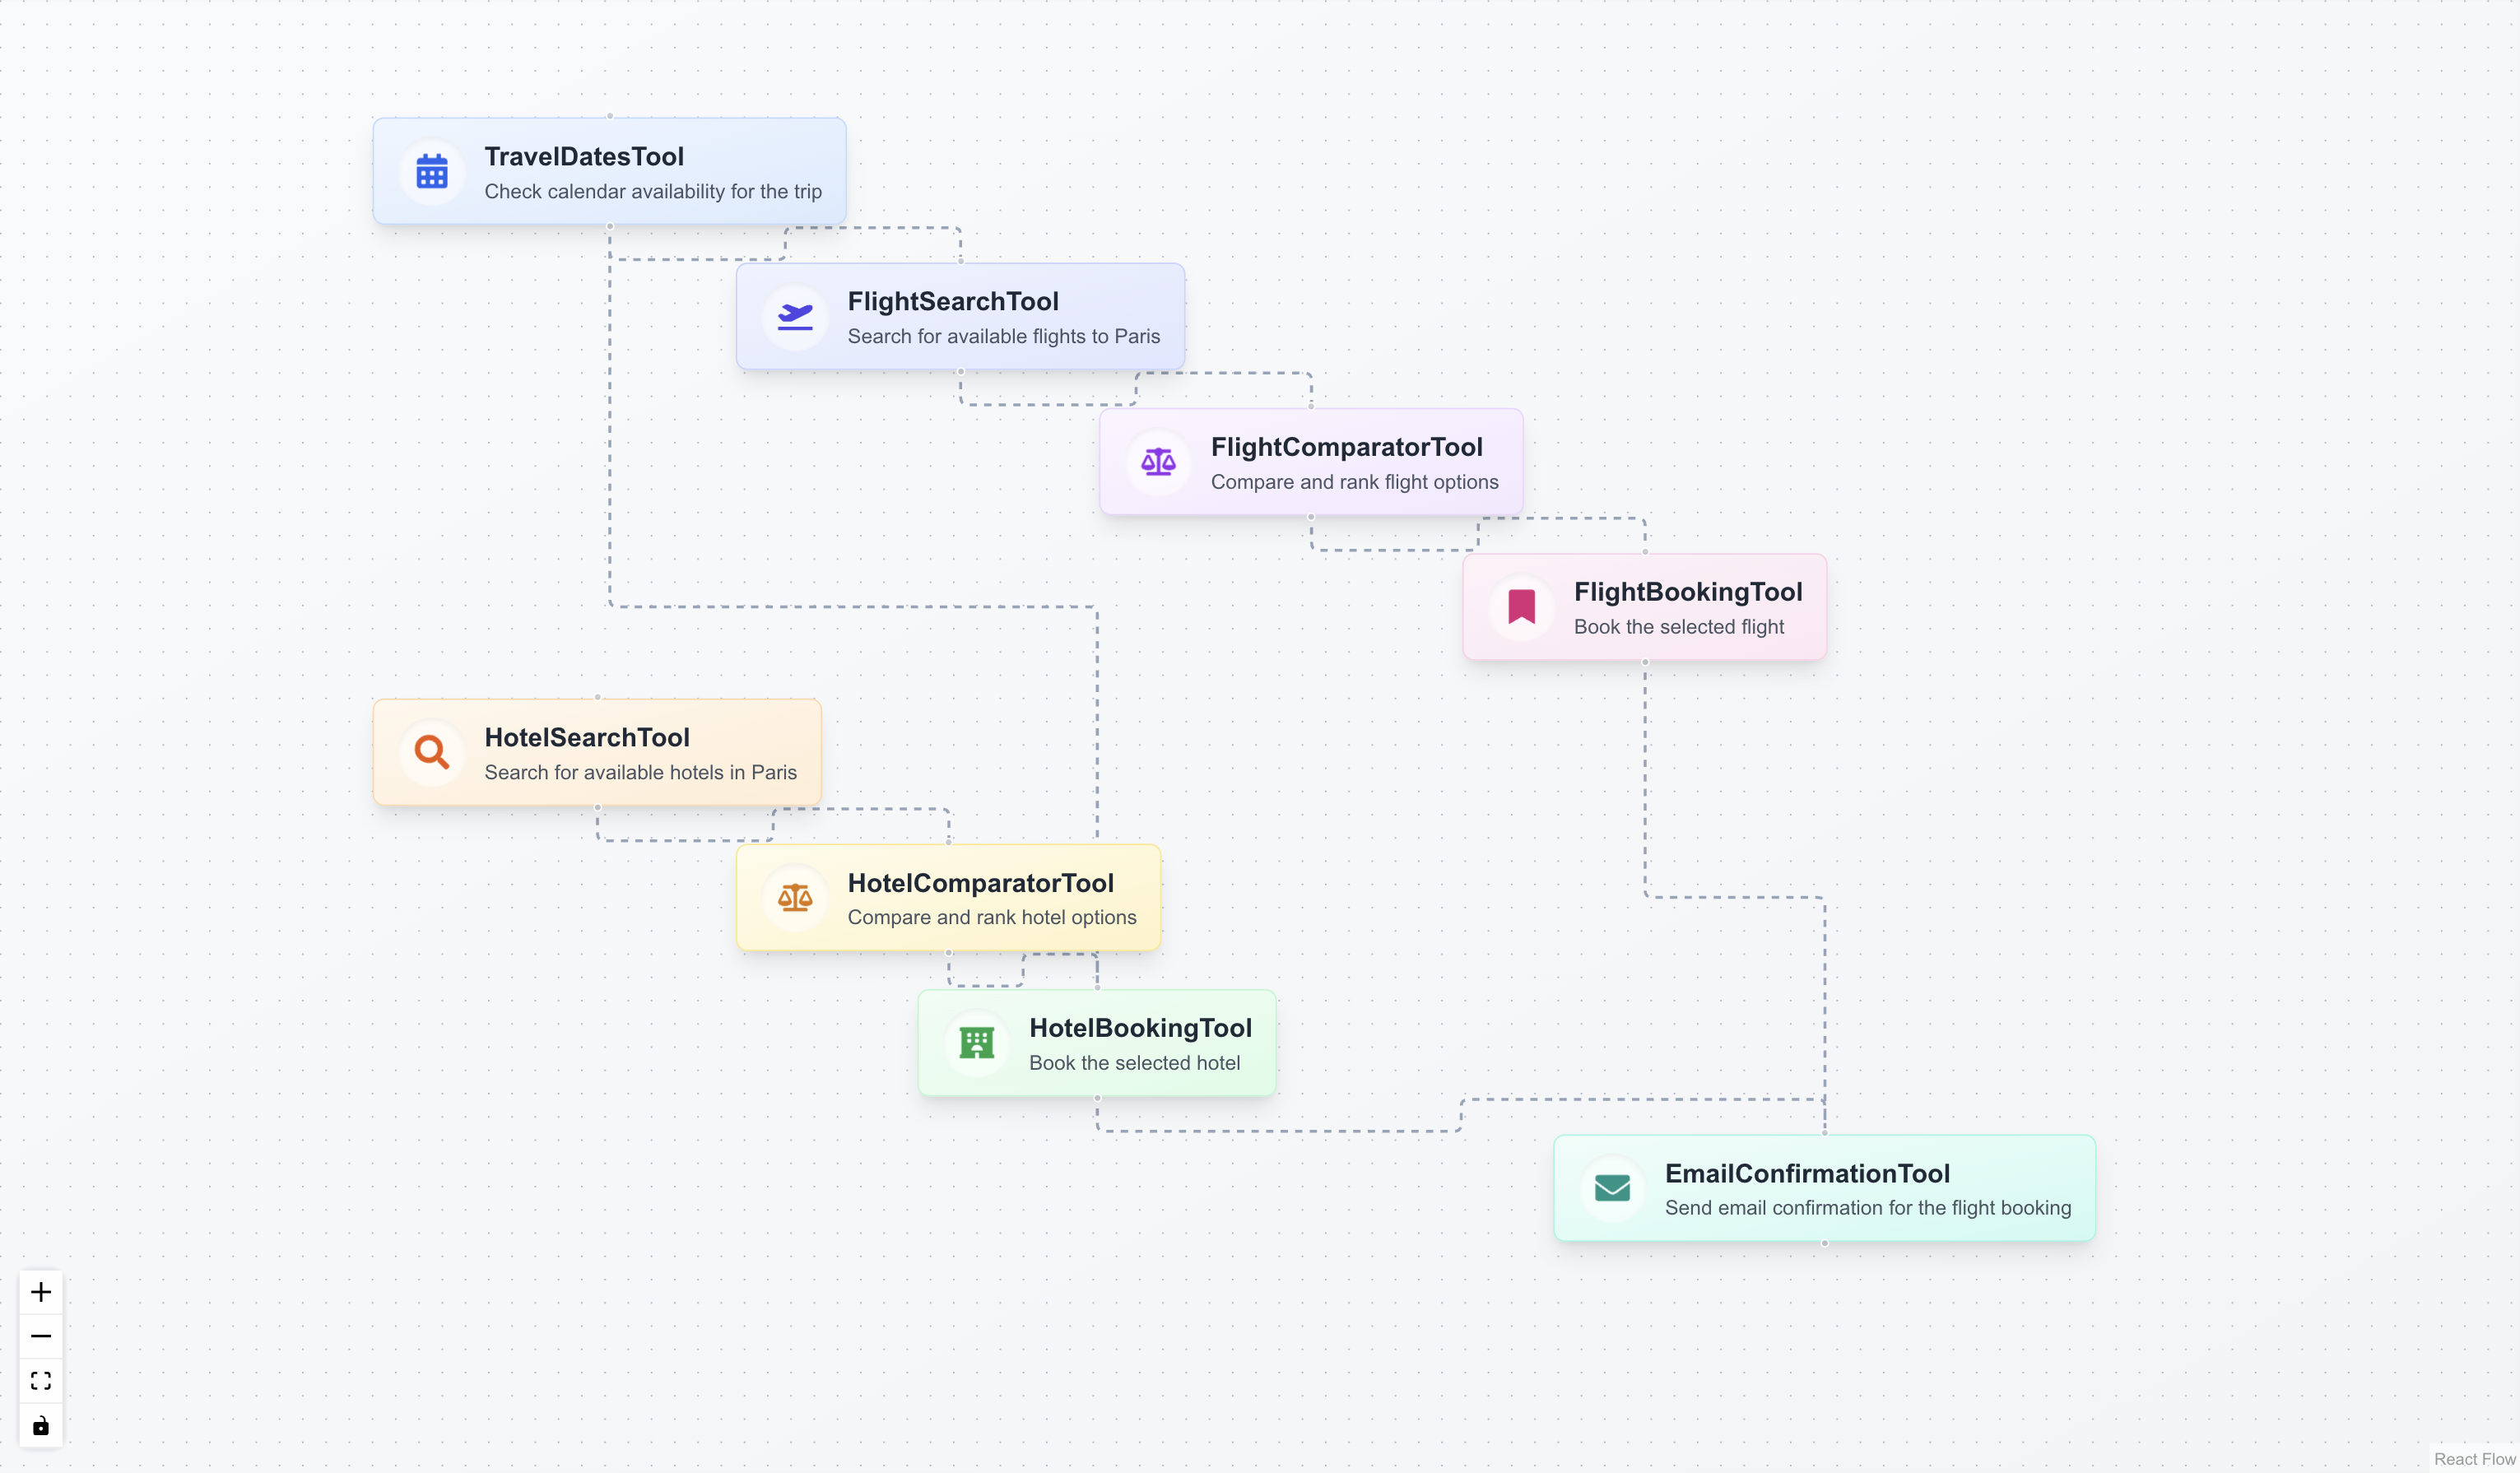 TravelDatesTool
Check calendar availability for the trip
FlightSearchTool
Search for available flights to Paris
FlightComparatorTool
Compare and rank flight options
FlightBookingTool
Book the selected flight
HotelSearchTool
Search for available hotels in Paris
HotelComparatorTool
Compare and rank hotel options
HotelBookingTool
Book the selected hotel
EmailConfirmationTool
Send email confirmation for the flight booking
React Flow